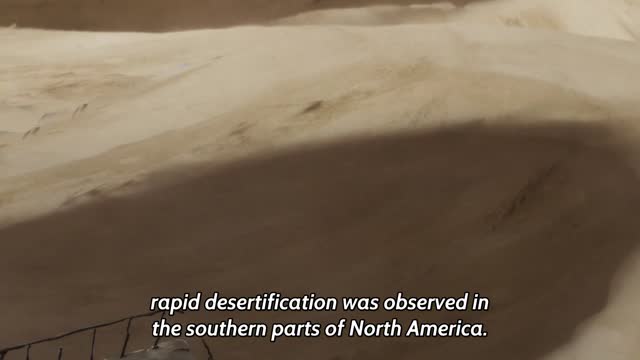 rapid desertification was observed in
the southern parts of North America.